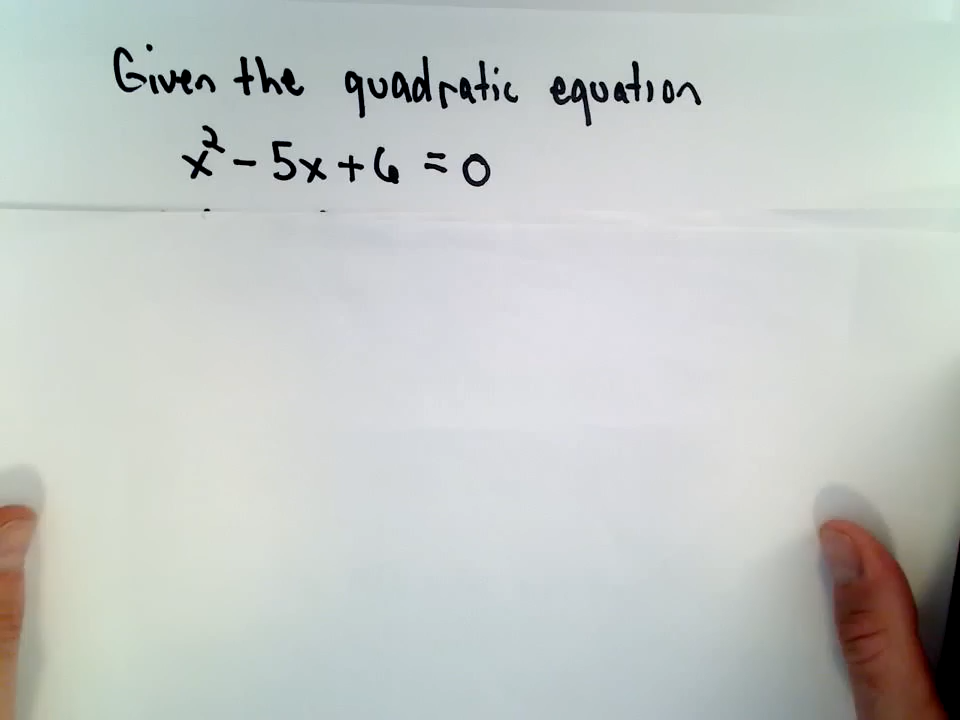 Given the quadratic equation
x² - 5x + 6 = 0